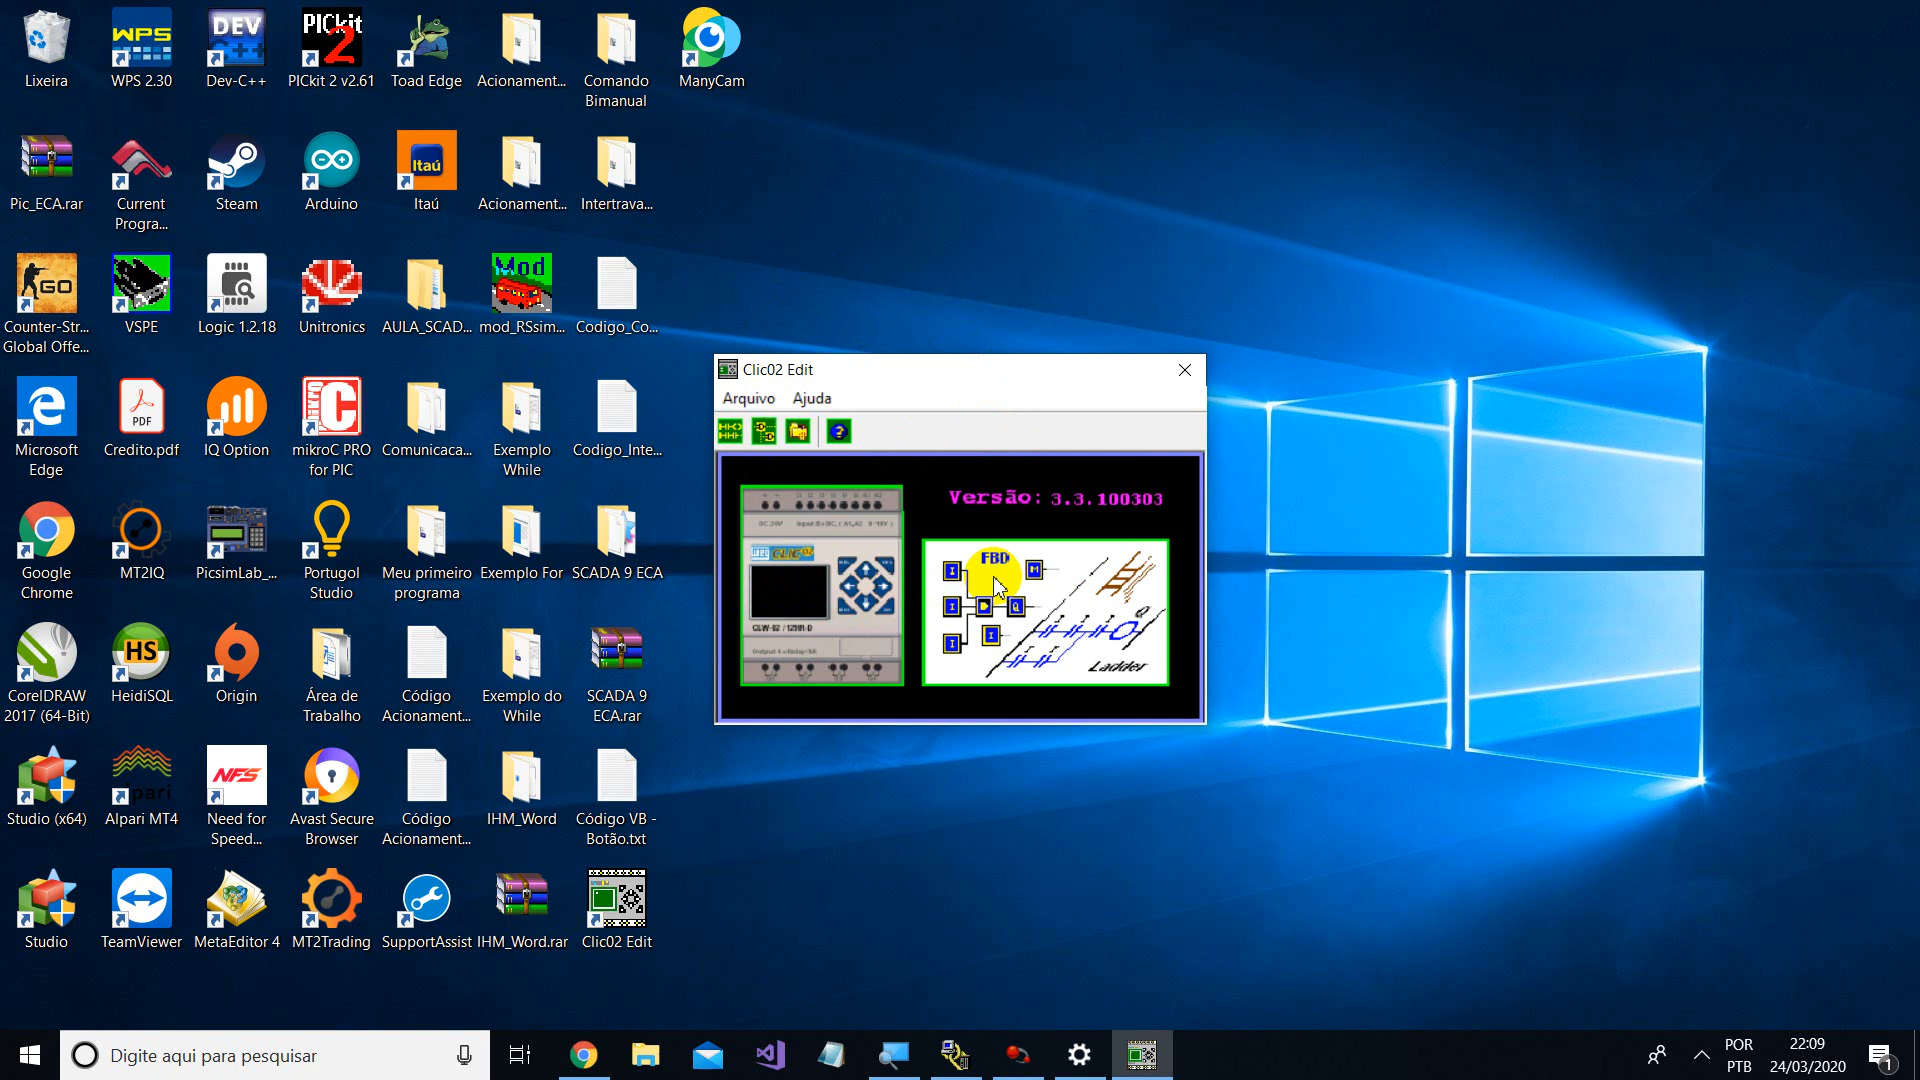 Lixeira
WPS 2.30
Dev-C++
PICkit 2 v2.61
Toad Edge
Acionament...
Comando
Bimanual
ManyCam
Pic_ECA.rar
Current
Progra...
Steam
Arduino
Itaú
Acionament...
Intertrava...
Counter-Str...
Global Offe...
VSPE
Logic 1.2.18
Unitronics
AULA_SCAD...
mod_RSsim...
Codigo_Co...
Microsoft
Edge
Credito.pdf
IQ Option
mikroC PRO
for PIC
Comunicaca...
Exemplo
While
Codigo_Inte...
Google
Chrome
MT2IQ
PicsimLab_...
Portugol
Studio
Meu primeiro
programa
Exemplo For
SCADA 9 ECA
CorelDRAW
2017 (64-Bit)
HeidiSQL
Origin
Área de
Trabalho
Código
Acionament...
Exemplo do
While
SCADA 9
ECA.rar
Studio (x64)
Alpari MT4
Need for
Speed...
Avast Secure
Browser
Código
Acionament...
IHM_Word
Código VB -
Botão.txt
Studio
TeamViewer
MetaEditor 4
MT2Trading
SupportAssist
IHM_Word.rar
Clic02 Edit
Clic02 Edit
Arquivo Ajuda
Versão: 3.3.100303
DC 24V
weg CLIC 02
FBD
I
M
I
Q
I
I
Q
Ladder
Digite aqui para pesquisar
POR
PTB
22:09
24/03/2020
1